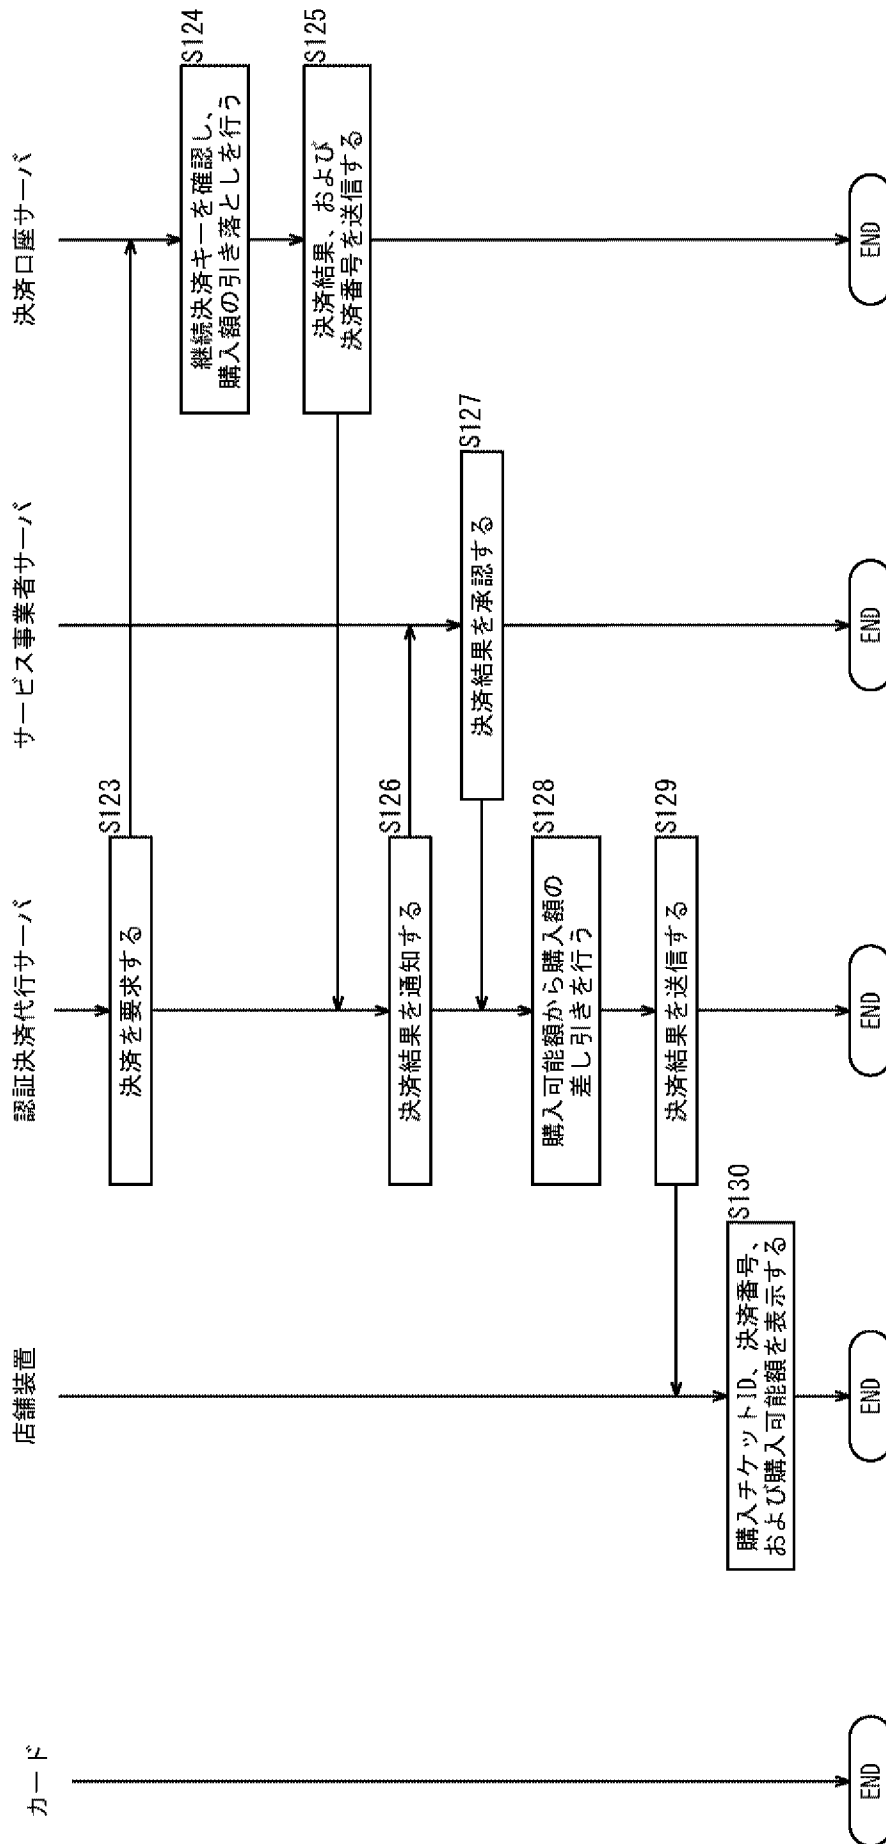 カード
店舗装置
認証決済代行サーバ
サービス事業者サーバ
決済口座サーバ
S123
決済を要求する
S124
継続決済キーを確認し、
購入額の引き落としを行う
S125
決済結果、および
決済番号を送信する
S126
決済結果を通知する
S127
決済結果を承認する
S128
購入可能額から購入額の
差し引きを行う
S129
決済結果を送信する
S130
購入チケットID、決済番号、
および購入可能額を表示する
END
END
END
END
END